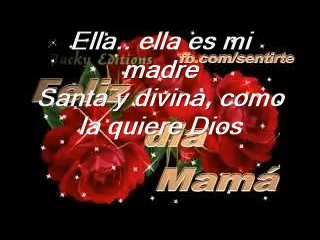 Ella.. ella es mi
Jacky Editions
fb.com/sentirte
madre
Feliz
Santa y divina, como
la quiere Dios
día
Mamá